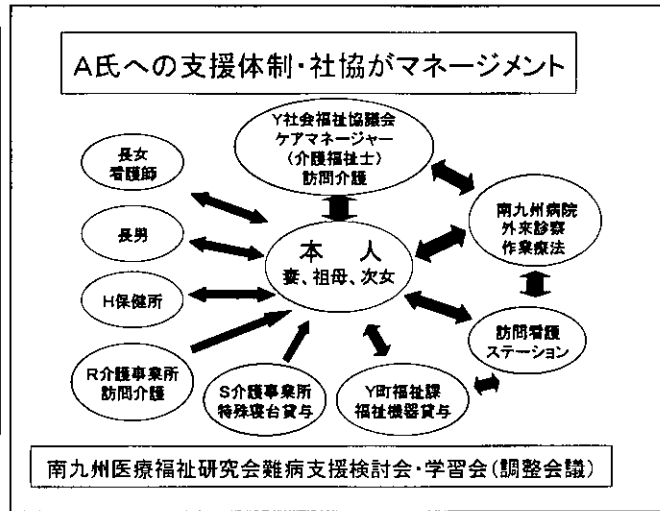 A氏への支援体制・社協がマネージメント
Y社会福祉協議会
ケアマネージャー
(介護福祉士)
訪問介護
長女
看護師
長男
H保健所
R介護事業所
訪問介護
S介護事業所
特殊寝台貸与
Y町福祉課
福祉機器貸与
訪問看護
ステーション
南九州病院
外来診察
作業療法
本 人
妻、祖母、次女
南九州医療福祉研究会難病支援検討会・学習会(調整会議)